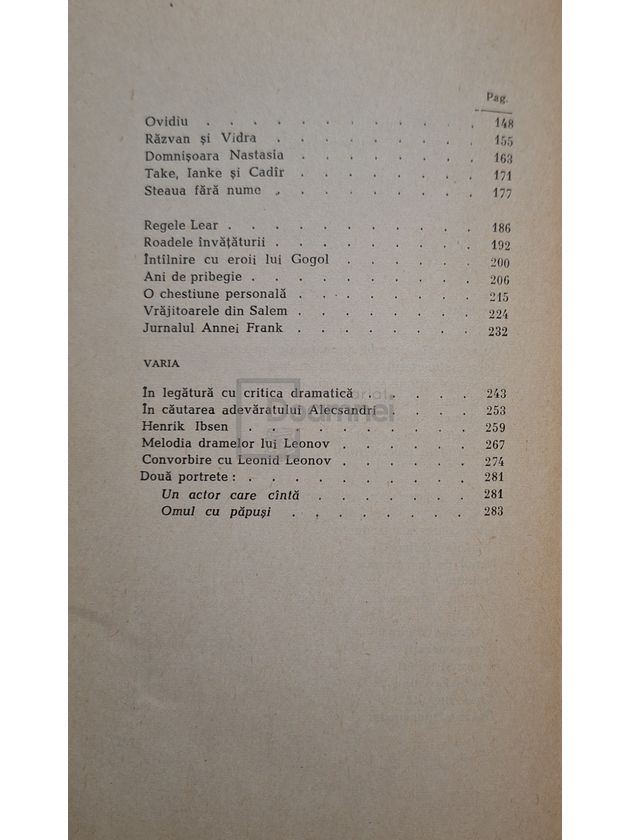 Pag.
Ovidiu . . . . . . . . . . . 148
Răzvan și Vidra . . . . . . . . 155
Domnișoara Nastasia . . . . . . . 163
Take, Ianke și Cadîr . . . . . . . 171
Steaua fără nume . . . . . . . . 177
Regele Lear . . . . . . . . . . 186
Roadele învățăturii . . . . . . . . 192
Întîlnire cu eroii lui Gogol . . . . . . 200
Ani de pribegie . . . . . . . . . 206
O chestiune personală . . . . . . . 215
Vrăjitoarele din Salem . . . . . . . 224
Jurnalul Annei Frank . . . . . . . 232
VARIA
În legătură cu critica dramatică . . . . . 243
În căutarea adevăratului Alecsandri . . . . 253
Henrik Ibsen . . . . . . . . . 259
Melodia dramelor lui Leonov . . . . . . 267
Convorbire cu Leonid Leonov . . . . . . 274
Două portrete : . . . . . . . . . 281
Un actor care cîntă . . . . . . . 281
Omul cu păpuși . . . . . . . . 283
Doamnei